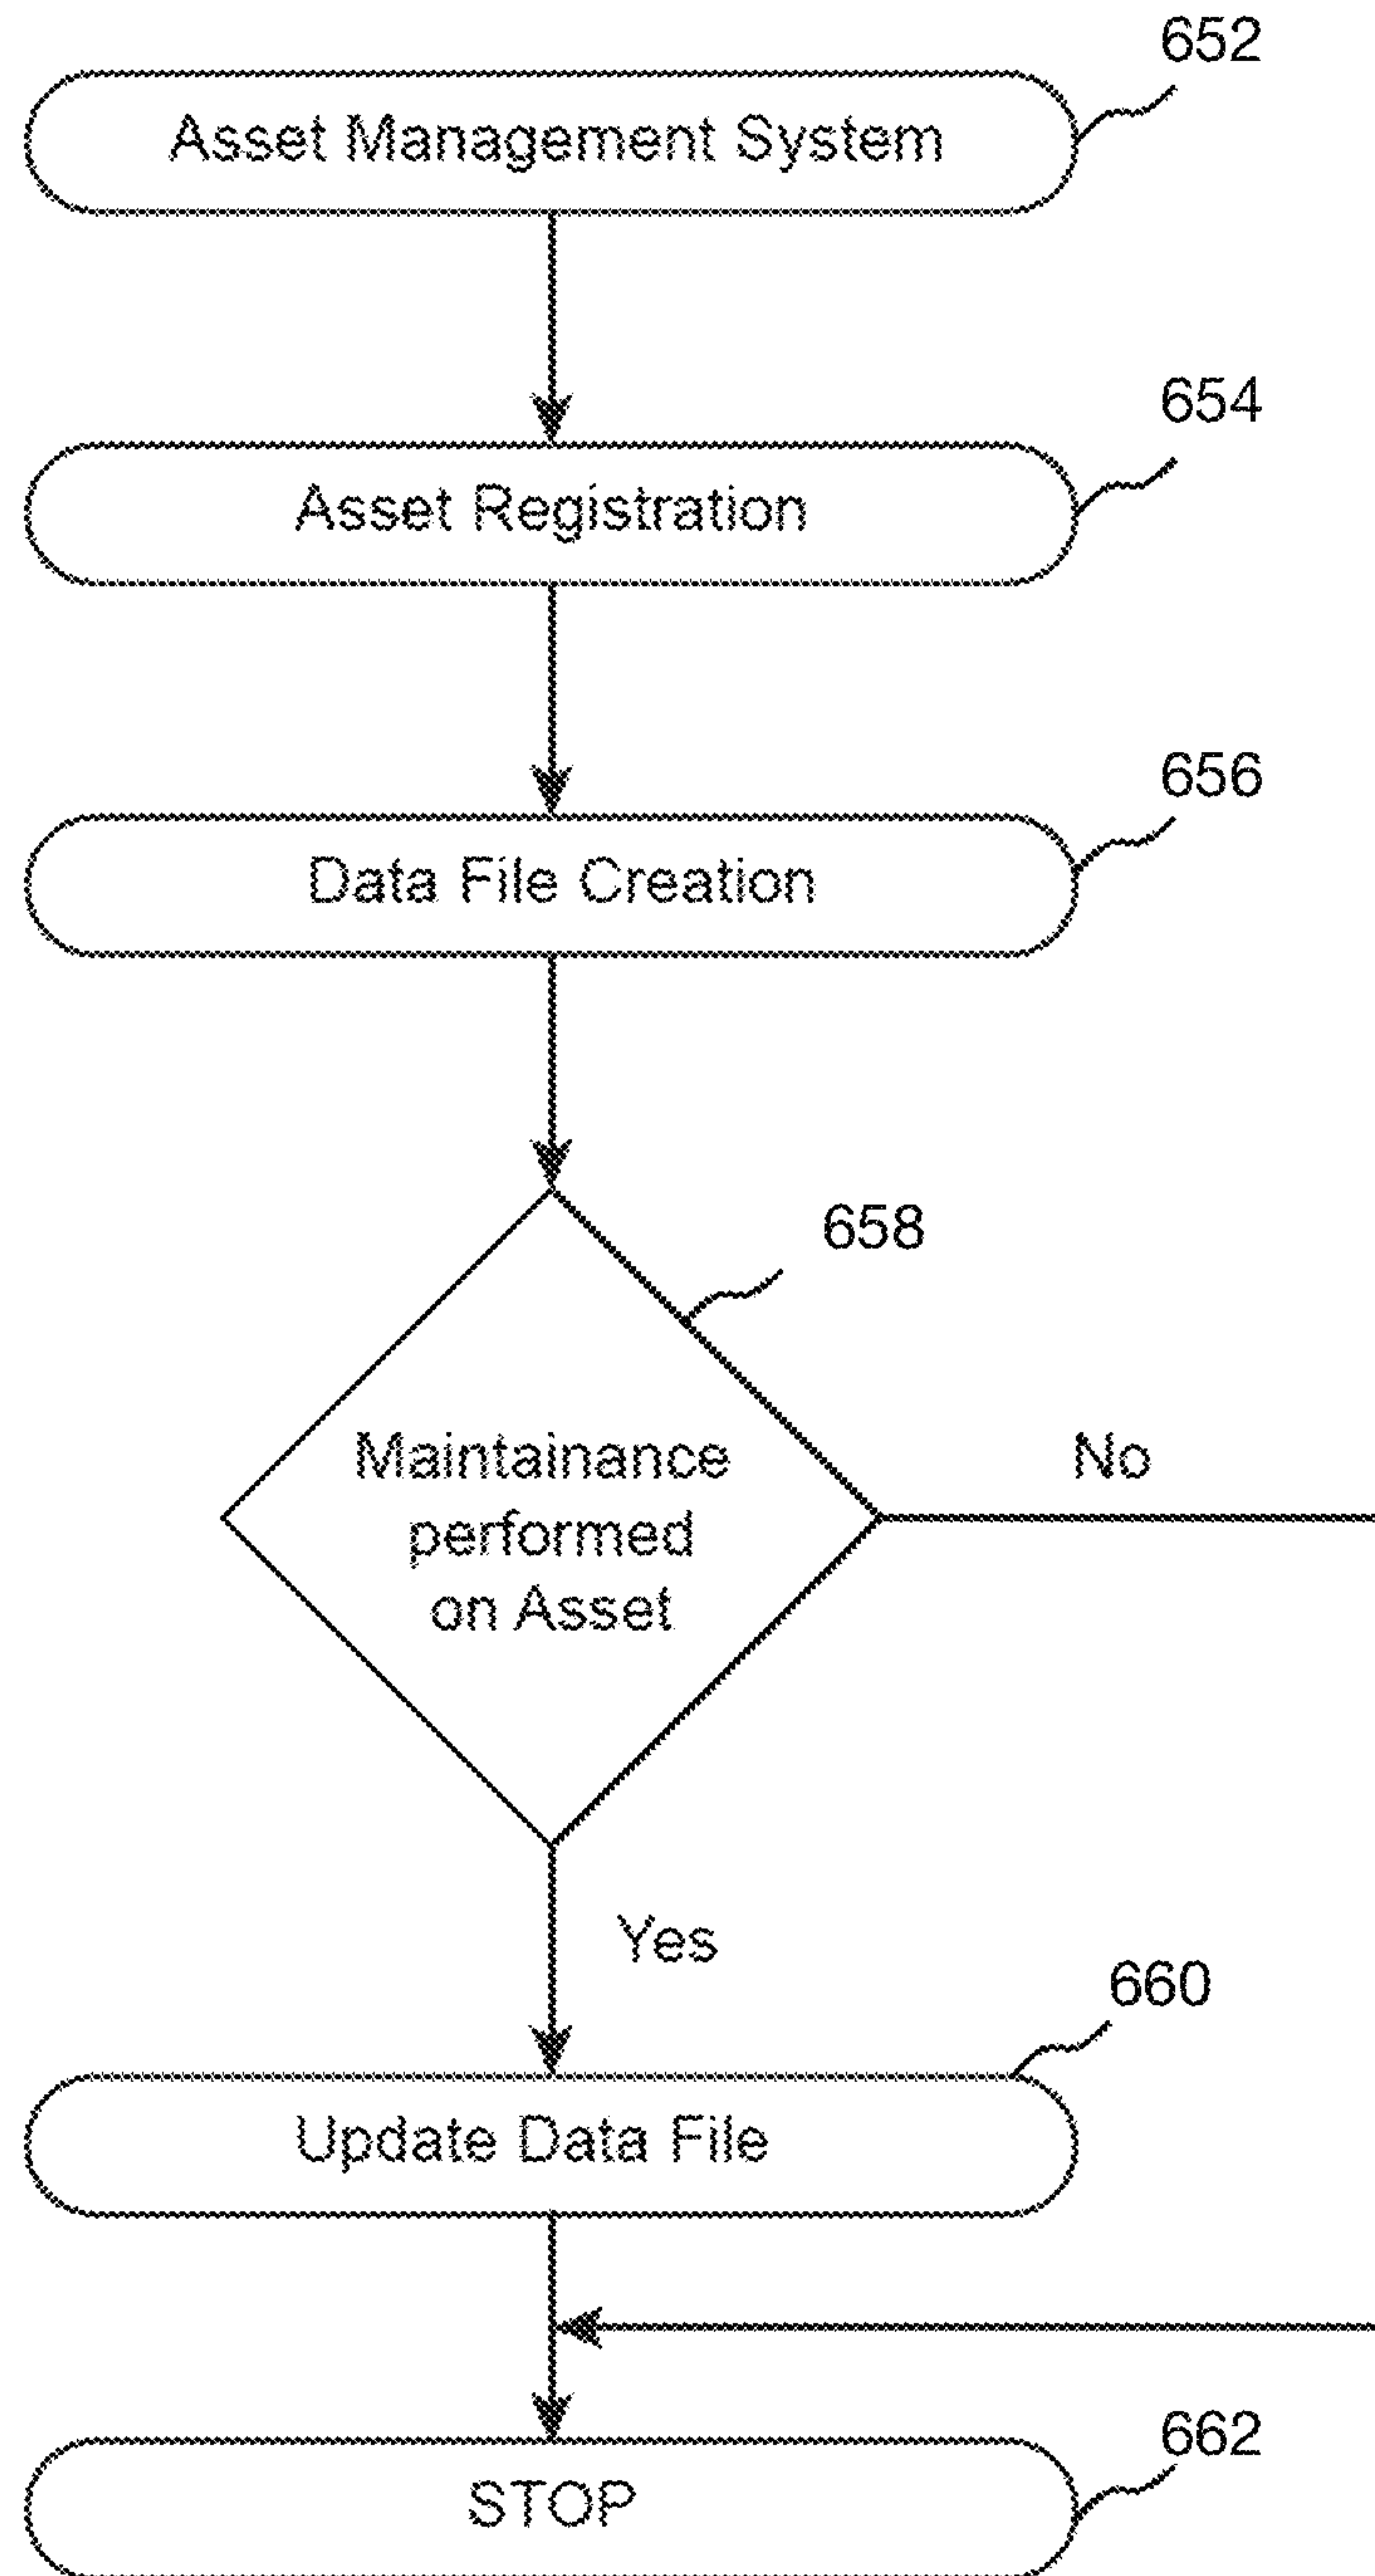 652
Asset Management System
654
Asset Registration
656
Data File Creation
658
Maintainance
performed
on Asset
No
Yes
660
Update Data File
662
STOP